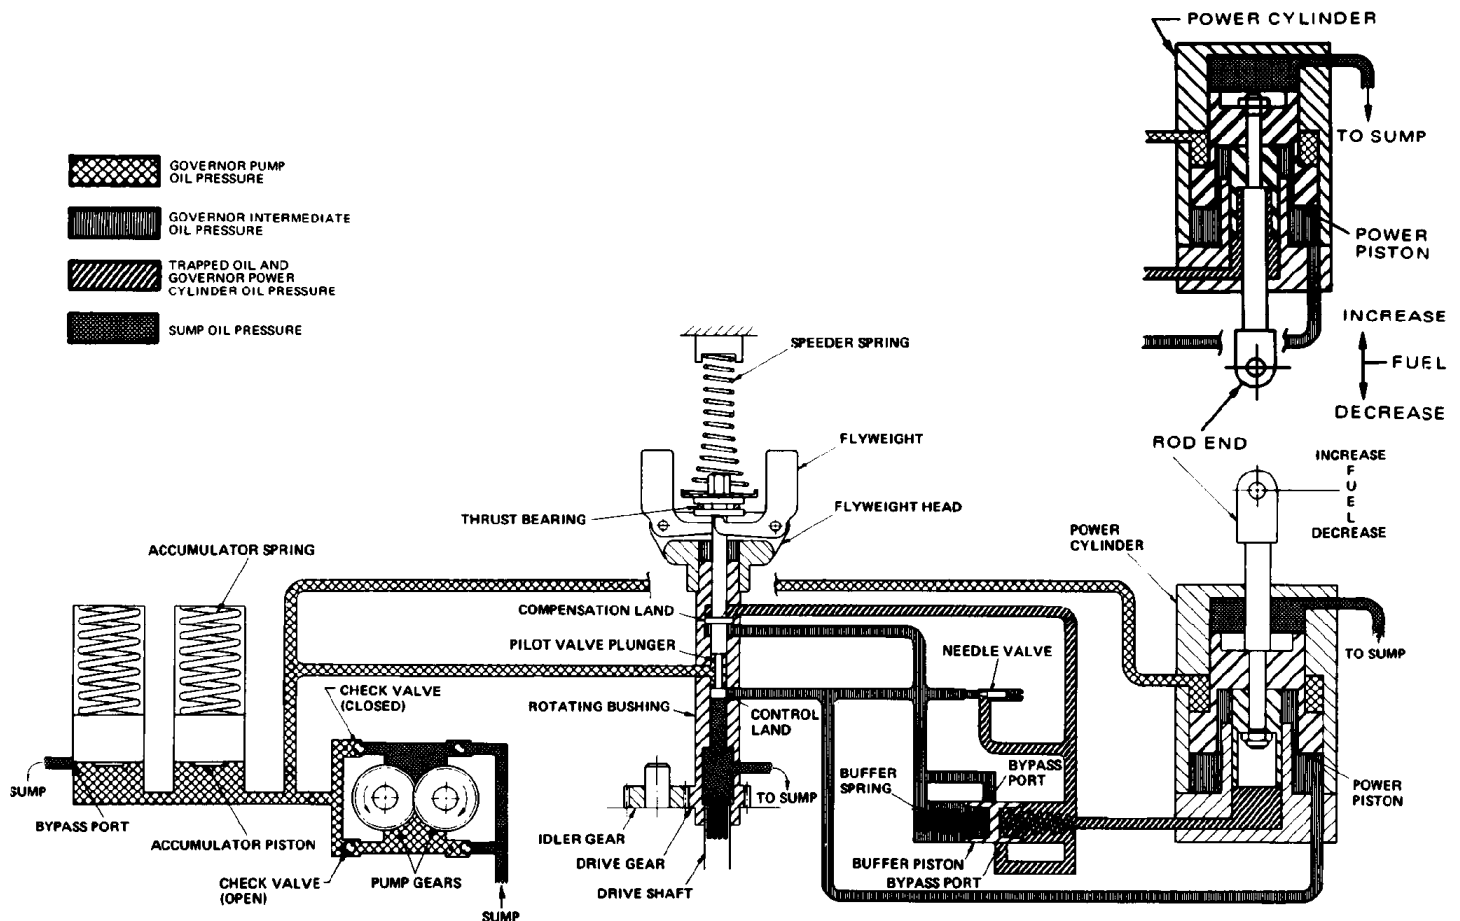 POWER CYLINDER
TO SUMP
POWER
PISTON
INCREASE
FUEL
DECREASE
ROD END
GOVERNOR PUMP
OIL PRESSURE
GOVERNOR INTERMEDIATE
OIL PRESSURE
TRAPPED OIL AND
GOVERNOR POWER
CYLINDER OIL PRESSURE
SUMP OIL PRESSURE
SPEEDER SPRING
FLYWEIGHT
THRUST BEARING
FLYWEIGHT HEAD
INCREASE
F
U
E
L
DECREASE
POWER
CYLINDER
ACCUMULATOR SPRING
COMPENSATION LAND
PILOT VALVE PLUNGER
NEEDLE VALVE
TO SUMP
CHECK VALVE
(CLOSED)
ROTATING BUSHING
CONTROL
LAND
BUFFER
SPRING
BYPASS
PORT
POWER
PISTON
SUMP
TO SUMP
BYPASS PORT
ACCUMULATOR PISTON
IDLER GEAR
DRIVE GEAR
DRIVE SHAFT
BUFFER PISTON
BYPASS PORT
CHECK VALVE
(OPEN)
PUMP GEARS
SUMP